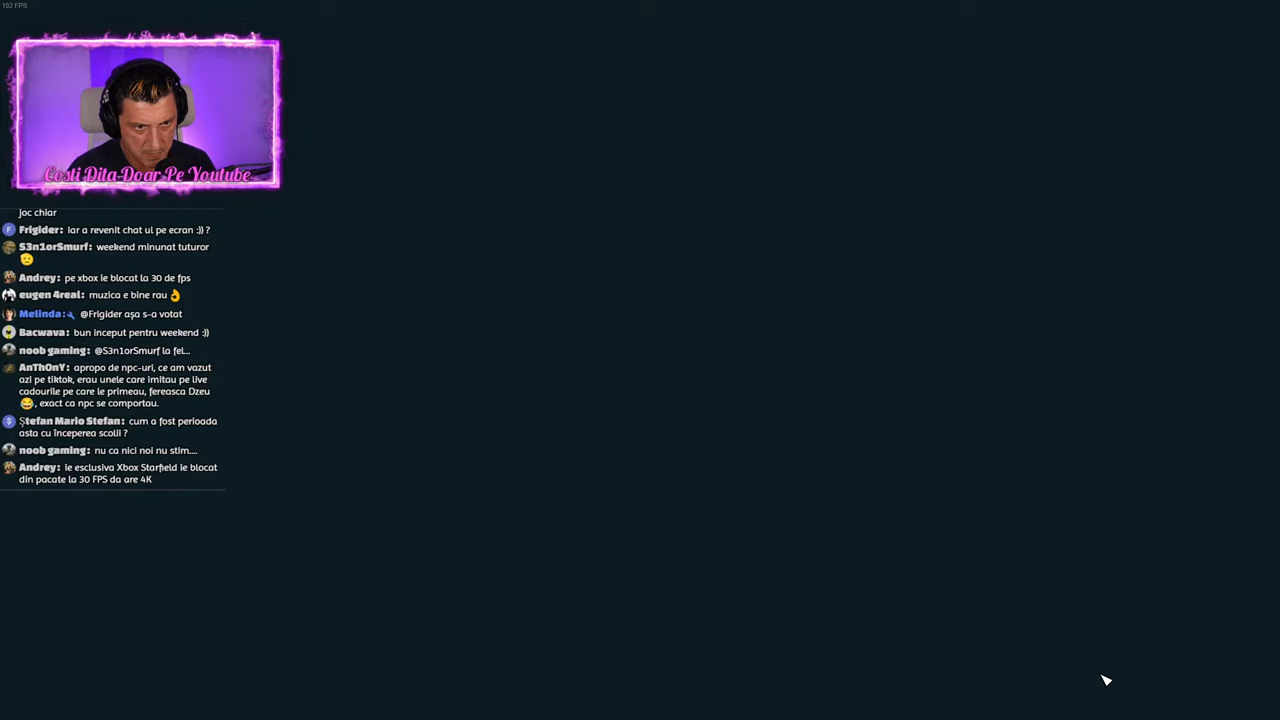 102 FPS
Costi Dita-Doar-Pe Youtube
joc chiar
F Frigider: Iar a revenit chat ul pe ecran :)) ?
S3n1orSmurf: weekend minunat tuturor
🫡
Andrey: pe xbox ie blocat la 30 de fps
eugen 4real: muzica e bine rau 👌
Melinda: @Frigider așa s-a votat
Bacwava: bun inceput pentru weekend :))
noob gaming: @S3n1orSmurf la fel...
AnThOnY: apropo de npc-uri, ce am vazut
azi pe tiktok, erau unele care imitau pe live
cadourile pe care le primeau, fereasca Dzeu
😂, exact ca npc se comportau.
Ș Ștefan Mario Stefan: cum a fost perioada
asta cu începerea scolii ?
noob gaming: nu ca nici noi nu stim....
Andrey: ie esclusiva Xbox Starfield ie blocat
din pacate la 30 FPS da are 4K